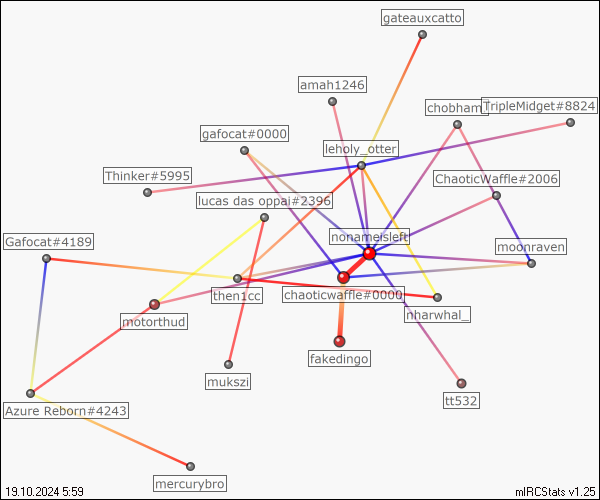 gateauxcatto
amah1246
chobham
TripleMidget#8824
gafocat#0000
leholy_otter
Thinker#5995
ChaoticWaffle#2006
lucas das oppai#2396
nonameisleft
Gafocat#4189
moonraven
then1cc
chaoticwaffle#0000
motorthud
nharwhal_
fakedingo
mukszi
tt532
Azure Reborn#4243
mercurybro
19.10.2024 5:59
mIRCStats v1.25